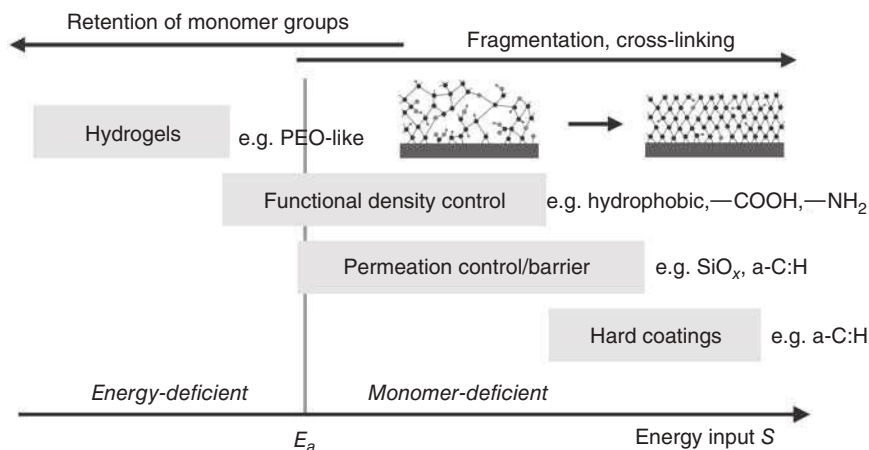 Retention of monomer groups
Fragmentation, cross-linking
Hydrogels e.g. PEO-like
Functional density control e.g. hydrophobic,—COOH,—NH₂
Permeation control/barrier e.g. SiOₓ, a-C:H
Hard coatings e.g. a-C:H
Energy-deficient Monomer-deficient
Eₐ Energy input S